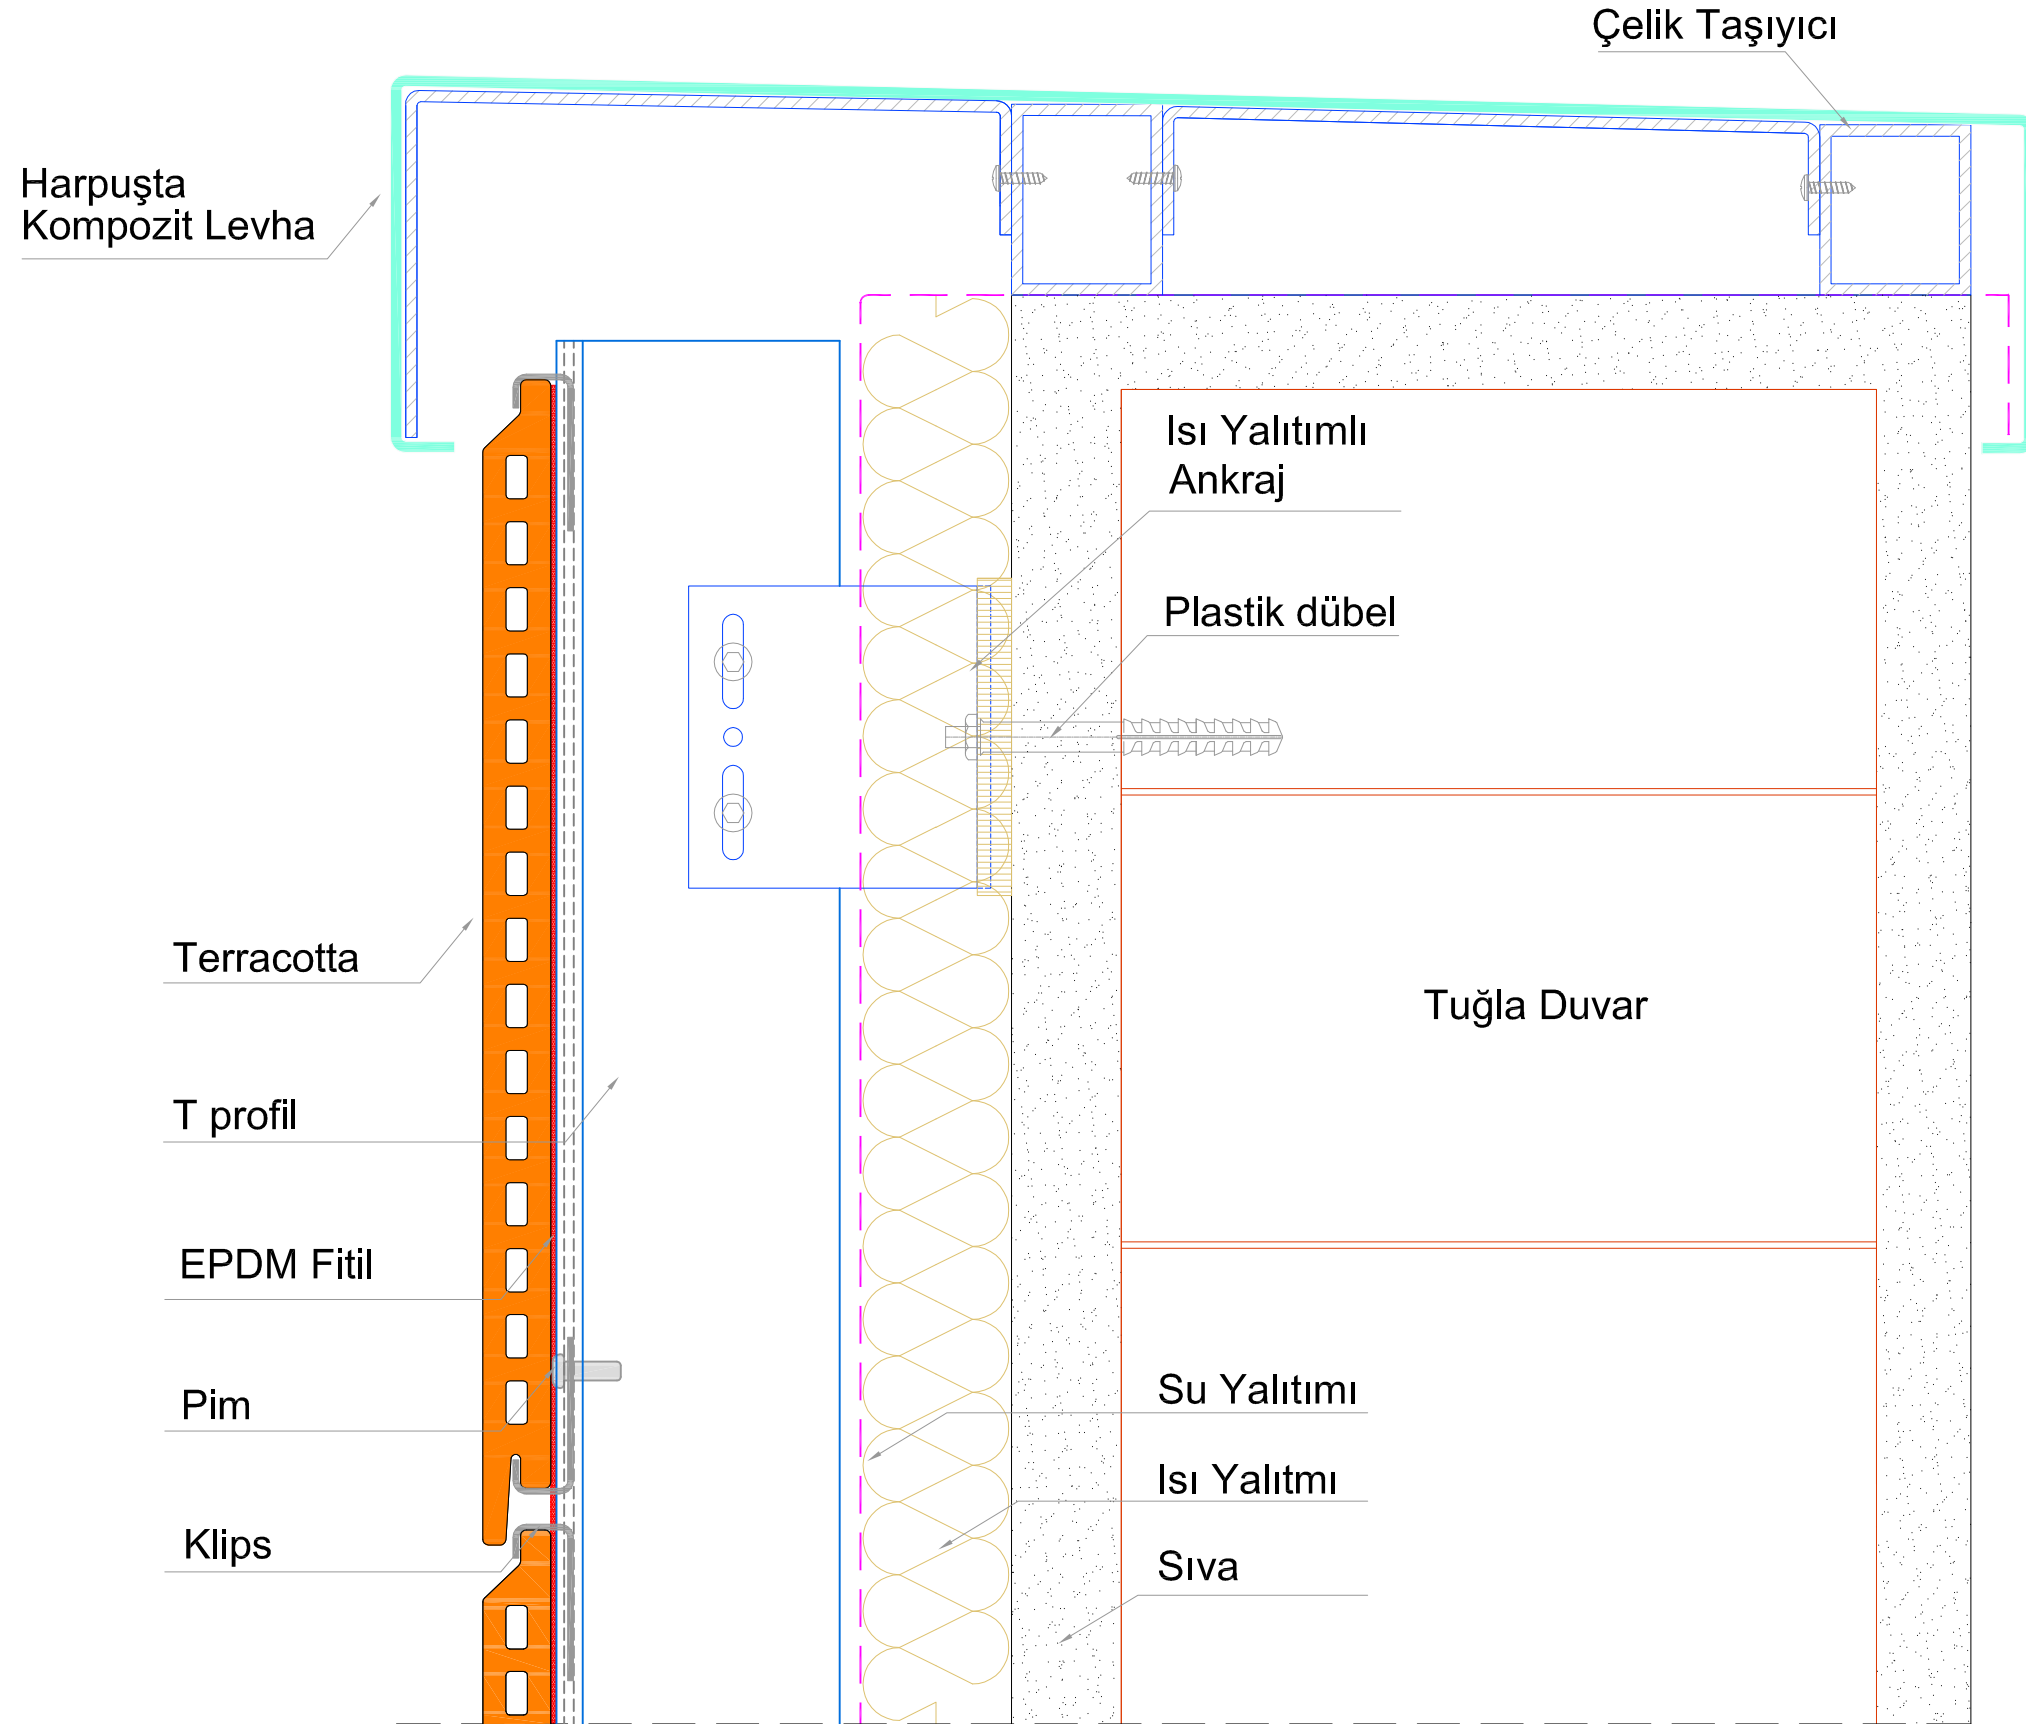 Çelik Taşıyıcı
Harpuşta
Kompozit Levha
Isı Yalıtımlı
Ankraj
Plastik dübel
Terracotta
Tuğla Duvar
T profil
EPDM Fitil
Pim
Su Yalıtımı
Isı Yalıtmı
Klips
Sıva